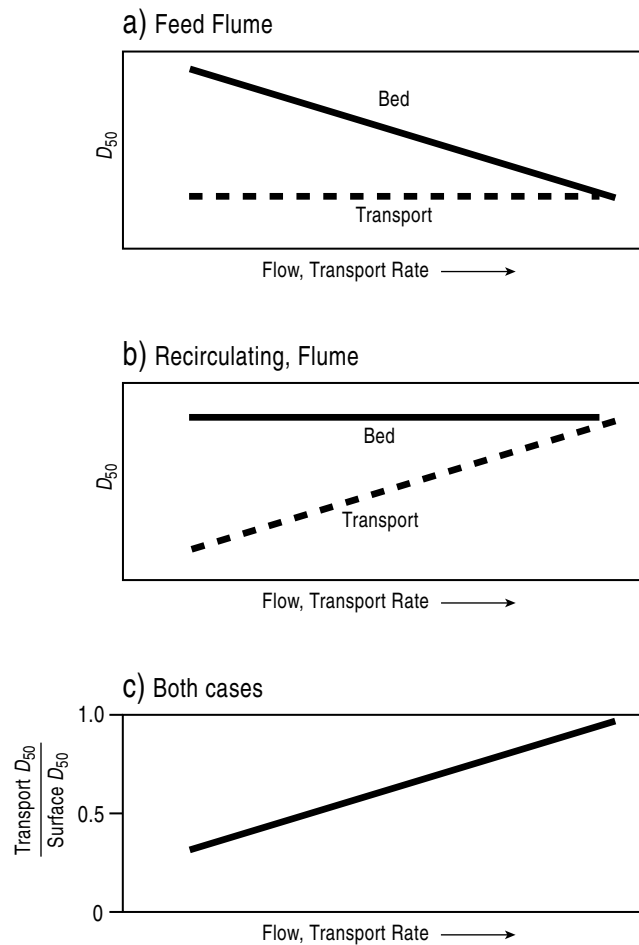 a) Feed Flume
Bed
D50
Transport
Flow, Transport Rate
b) Recirculating, Flume
Bed
D50
Transport
Flow, Transport Rate
c) Both cases
1.0
Transport D50
Surface D50
0.5
0
Flow, Transport Rate